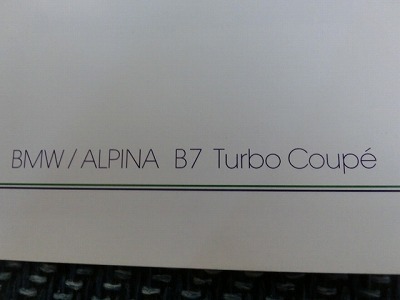 BMW / ALPINA B7 Turbo Coupé